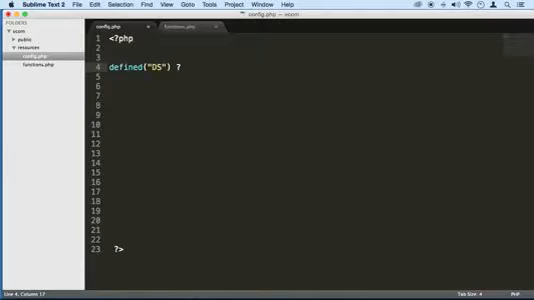 Sublime Text 2 File Edit Selection Find View Goto Tools Project Window Help
config.php — ecom
FOLDERS
ecom
public
resources
config.php
functions.php
config.php functions.php
1 <?php
2
3
4 defined("DS") ?
5
6
7
8
9
10
11
12
13
14
15
16
17
18
19
20
21
22
23 ?>
Line 4, Column 17 Tab Size: 4 PHP